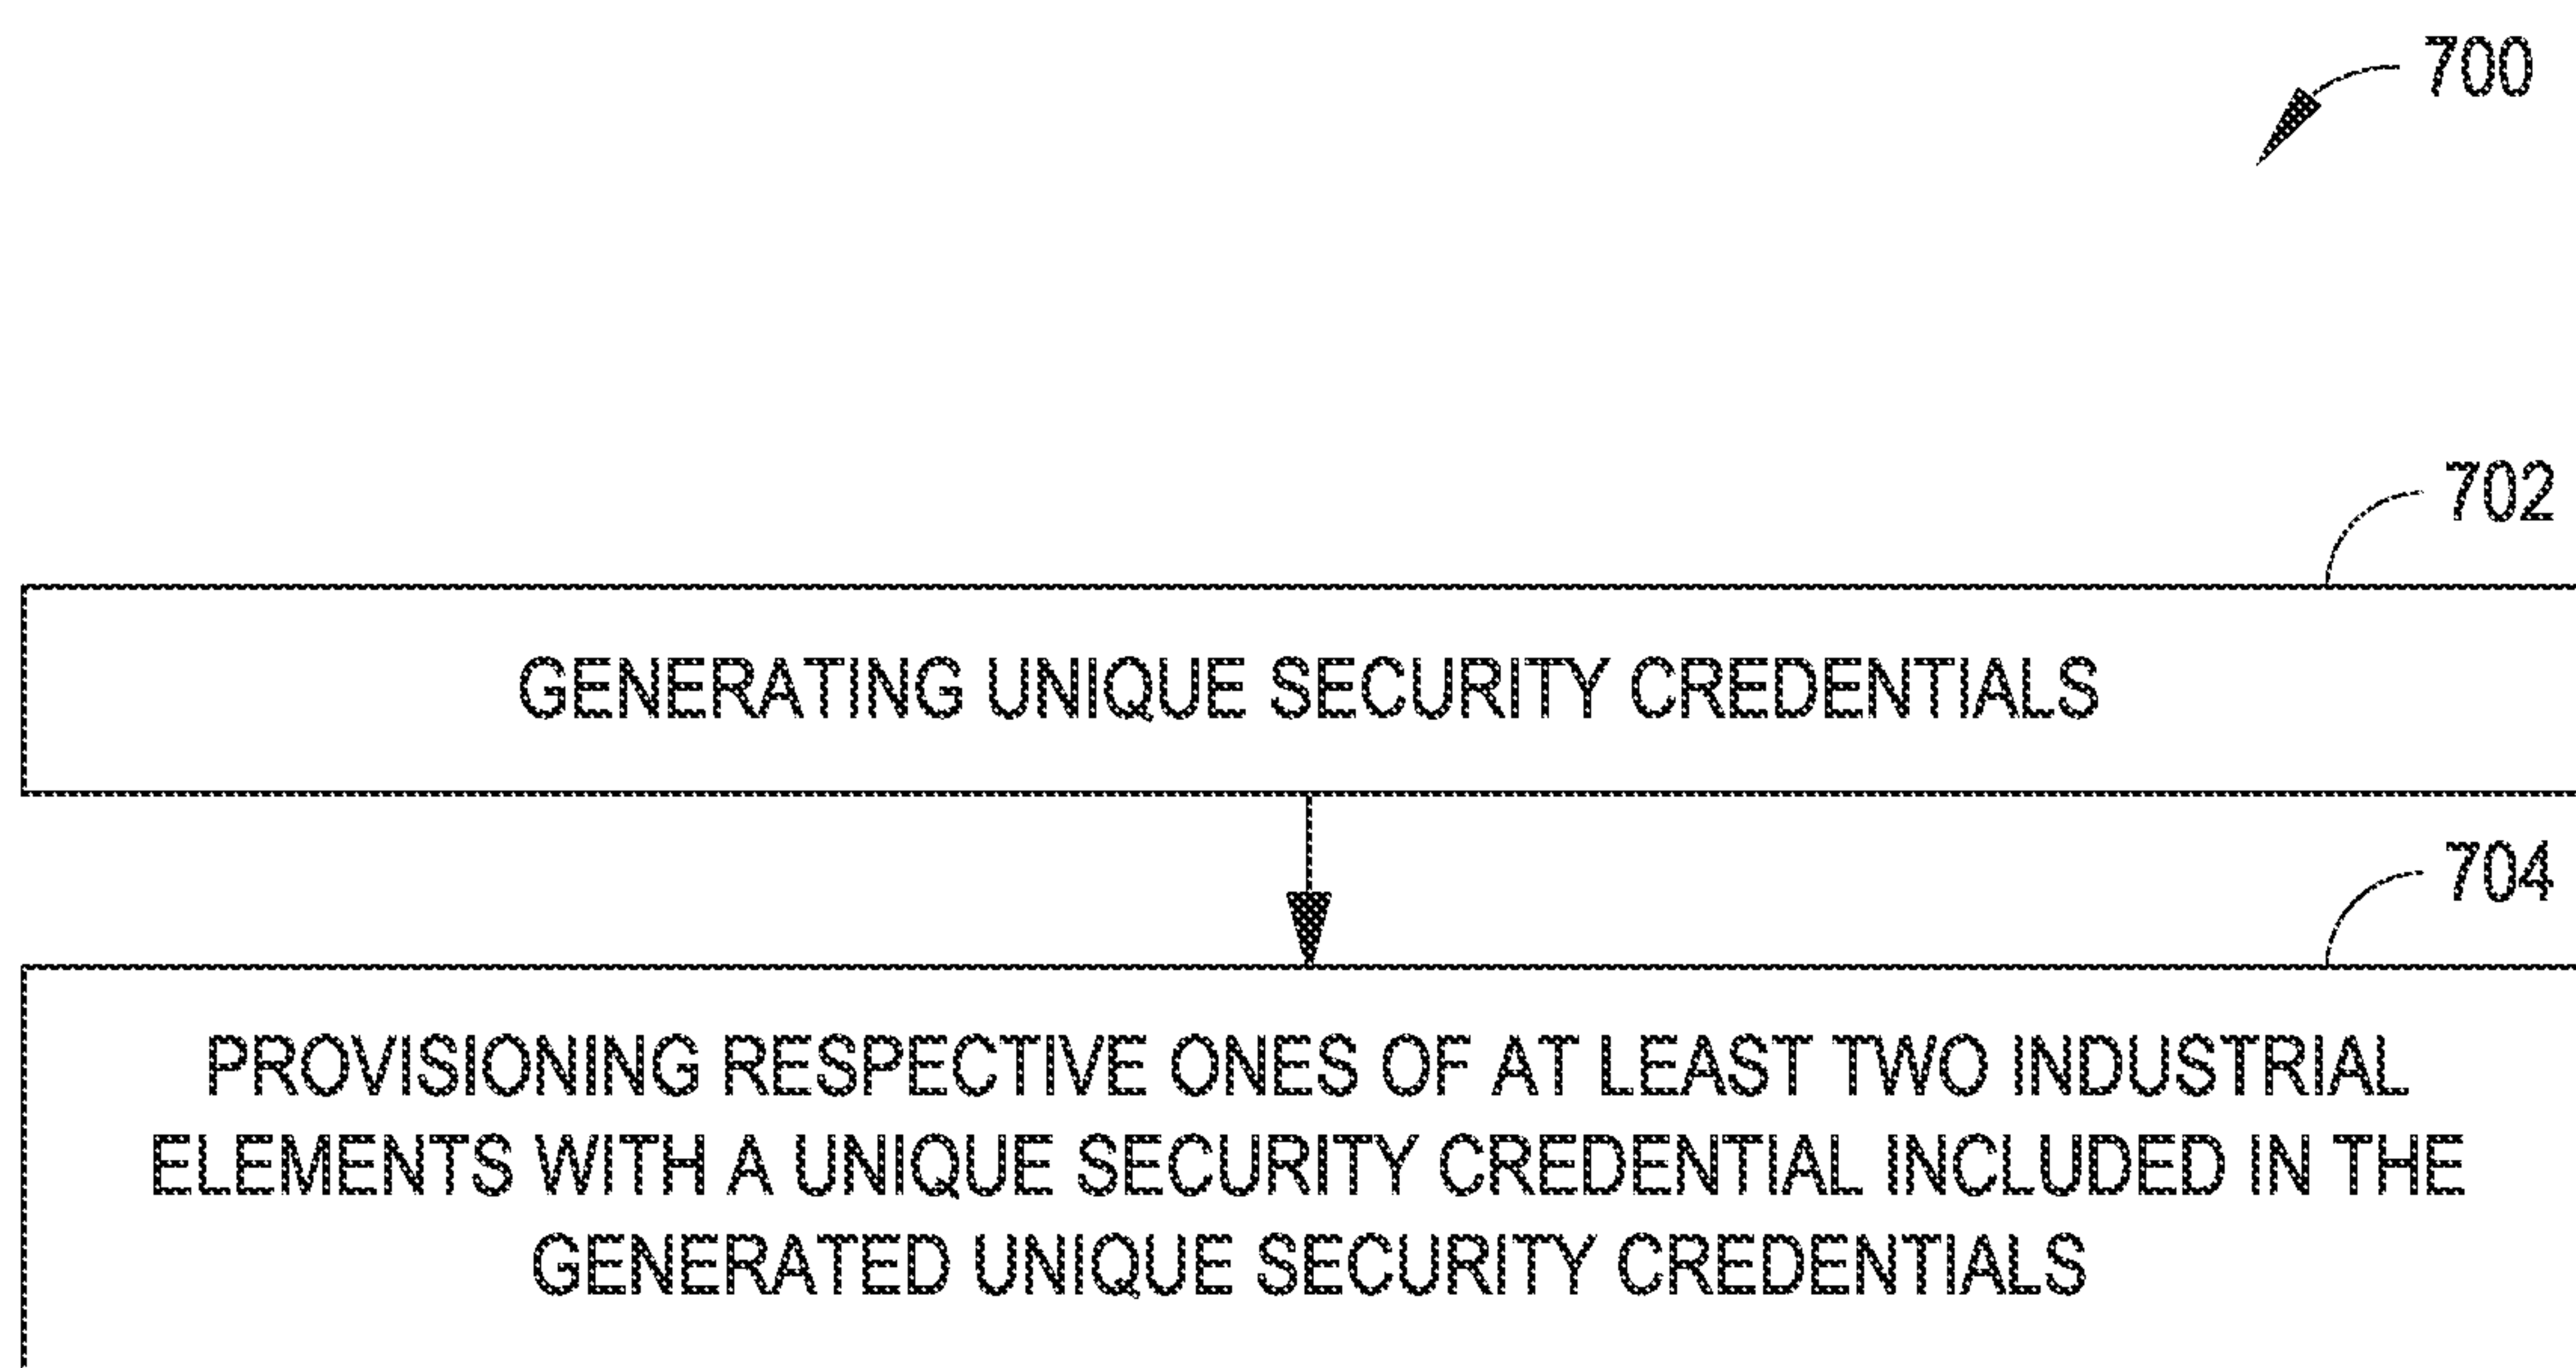 700
702
GENERATING UNIQUE SECURITY CREDENTIALS
704
PROVISIONING RESPECTIVE ONES OF AT LEAST TWO INDUSTRIAL
ELEMENTS WITH A UNIQUE SECURITY CREDENTIAL INCLUDED IN THE
GENERATED UNIQUE SECURITY CREDENTIALS